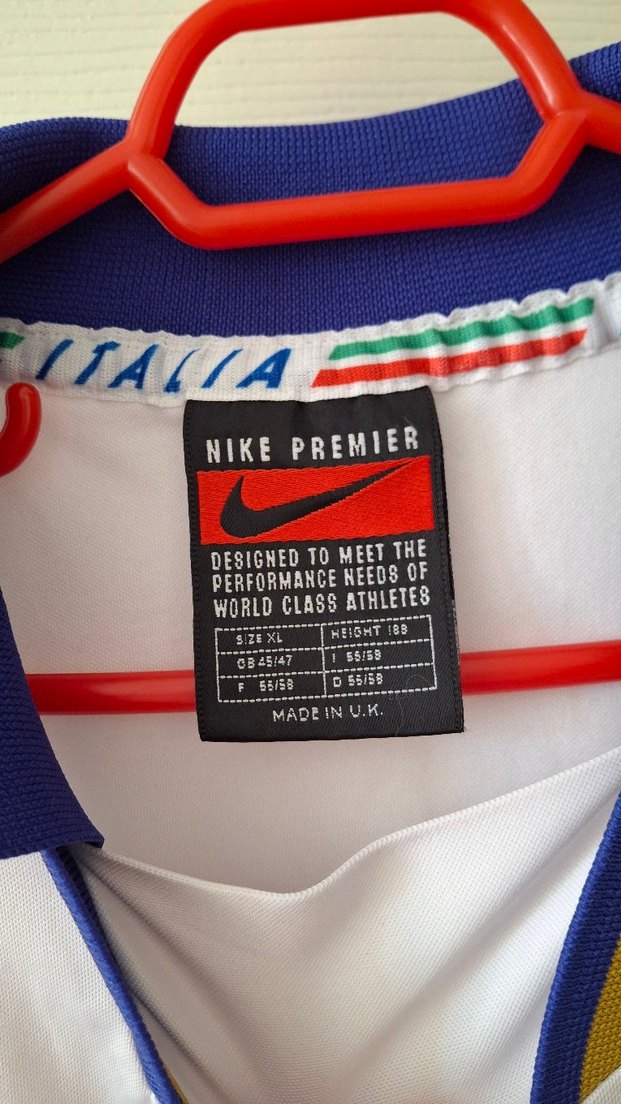 ITALIA
NIKE PREMIER
DESIGNED TO MEET THE
PERFORMANCE NEEDS OF
WORLD CLASS ATHLETES
SIZE XL HEIGHT 188
GB 45/47 I 55/58
F 55/58 D 55/58
MADE IN U.K.